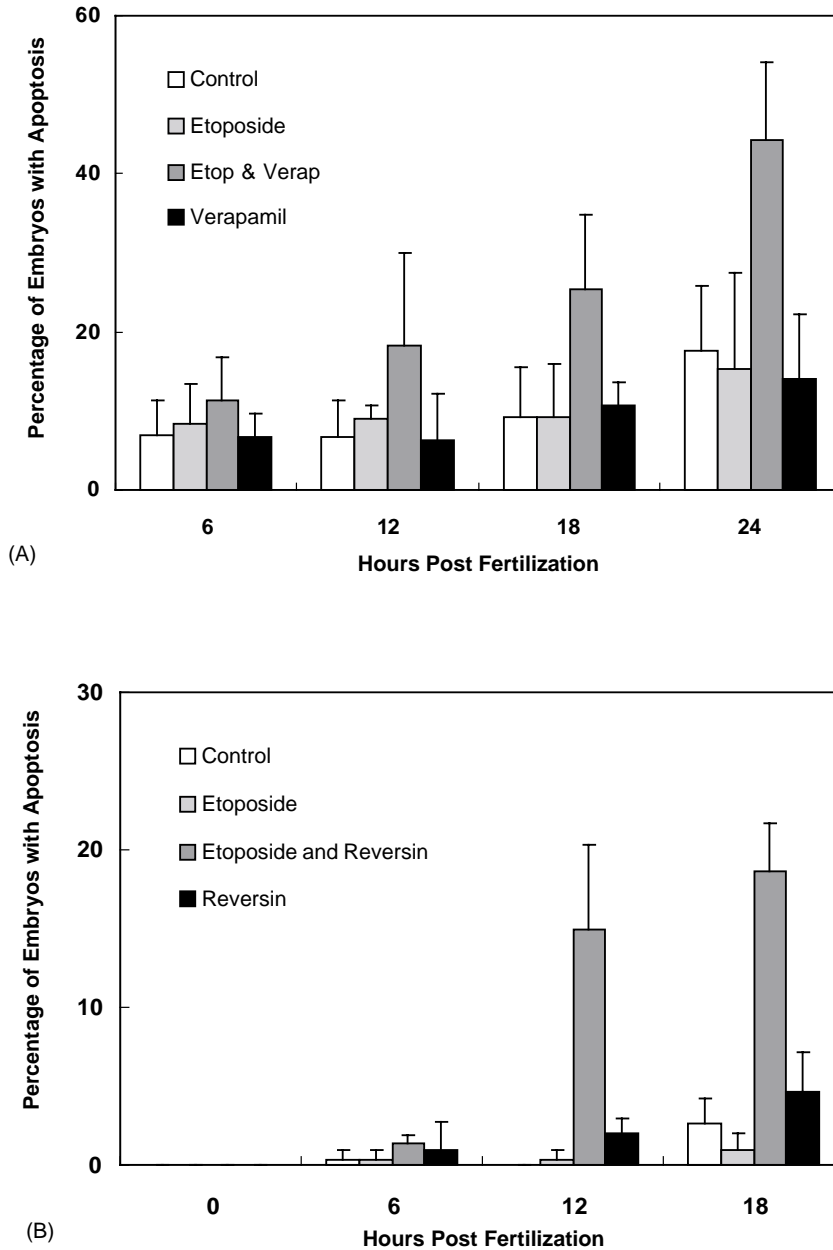 60
40
20
0
Percentage of Embryos with Apoptosis
Control
Etoposide
Etop & Verap
Verapamil
6 12 18 24
(A)
Hours Post Fertilization
30
20
10
0
Percentage of Embryos with Apoptosis
Control
Etoposide
Etoposide and Reversin
Reversin
0 6 12 18
(B)
Hours Post Fertilization